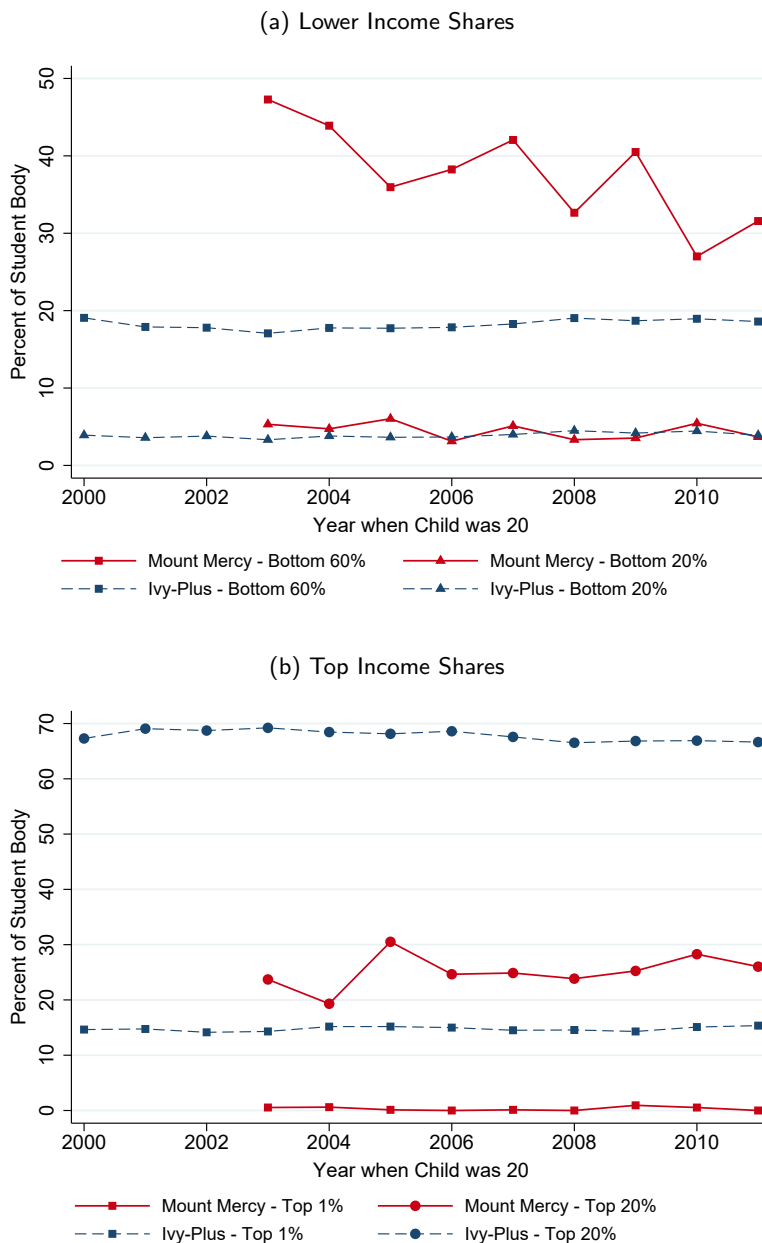 (a) Lower Income Shares
50
40
30
20
10
0
Percent of Student Body
2000 2002 2004 2006 2008 2010
Year when Child was 20
Mount Mercy - Bottom 60% Mount Mercy - Bottom 20%
Ivy-Plus - Bottom 60% Ivy-Plus - Bottom 20%
(b) Top Income Shares
70
60
50
40
30
20
10
0
Percent of Student Body
2000 2002 2004 2006 2008 2010
Year when Child was 20
Mount Mercy - Top 1% Mount Mercy - Top 20%
Ivy-Plus - Top 1% Ivy-Plus - Top 20%